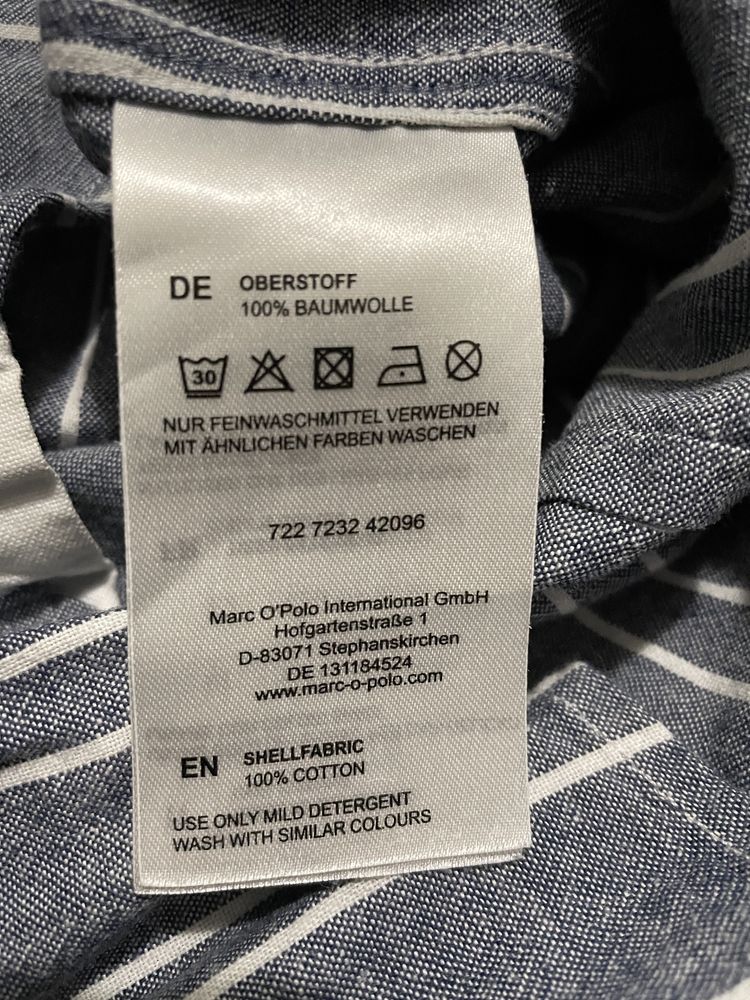 DE OBERSTOFF
100% BAUMWOLLE
30
NUR FEINWASCHMITTEL VERWENDEN
MIT ÄHNLICHEN FARBEN WASCHEN
722 7232 42096
Marc O'Polo International GmbH
Hofgartenstraße 1
D-83071 Stephanskirchen
DE 131184524
www.marc-o-polo.com
EN SHELLFABRIC
100% COTTON
USE ONLY MILD DETERGENT
WASH WITH SIMILAR COLOURS